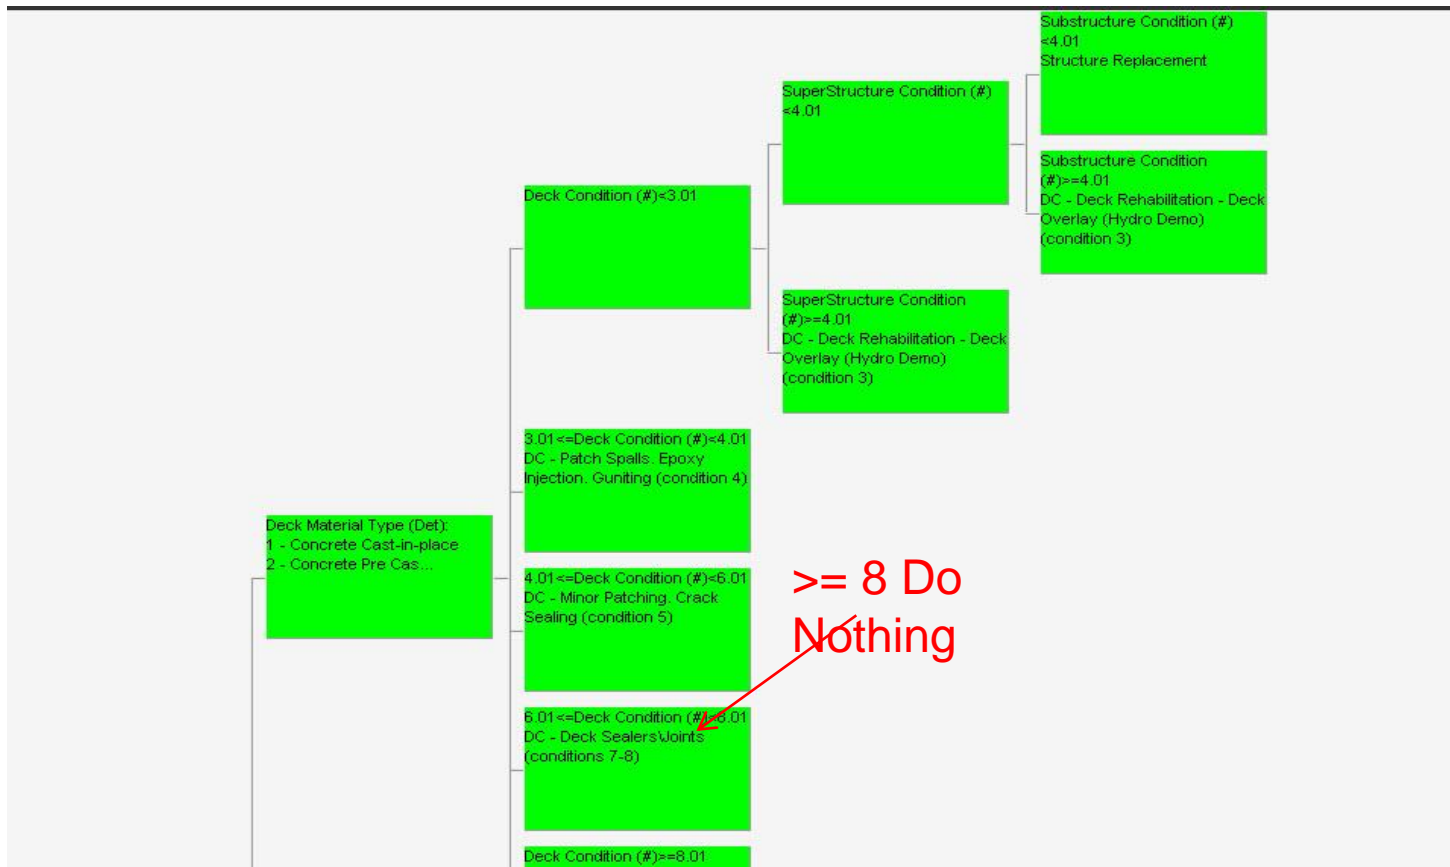 Substructure Condition (#)
<4.01
Structure Replacement
SuperStructure Condition (#)
<4.01
Substructure Condition
(#)>=4.01
DC - Deck Rehabilitation - Deck
Overlay (Hydro Demo)
(condition 3)
Deck Condition (#)<3.01
SuperStructure Condition
(#)>=4.01
DC - Deck Rehabilitation - Deck
Overlay (Hydro Demo)
(condition 3)
3.01<=Deck Condition (#)<4.01
DC - Patch Spalls. Epoxy
Injection. Guniting (condition 4)
Deck Material Type (Det):
1 - Concrete Cast-in-place
2 - Concrete Pre Cas...
4.01<=Deck Condition (#)<6.01
DC - Minor Patching. Crack
Sealing (condition 5)
>= 8 Do
Nothing
6.01<=Deck Condition (#)<8.01
DC - Deck Sealers\Joints
(conditions 7-8)
Deck Condition (#)>=8.01